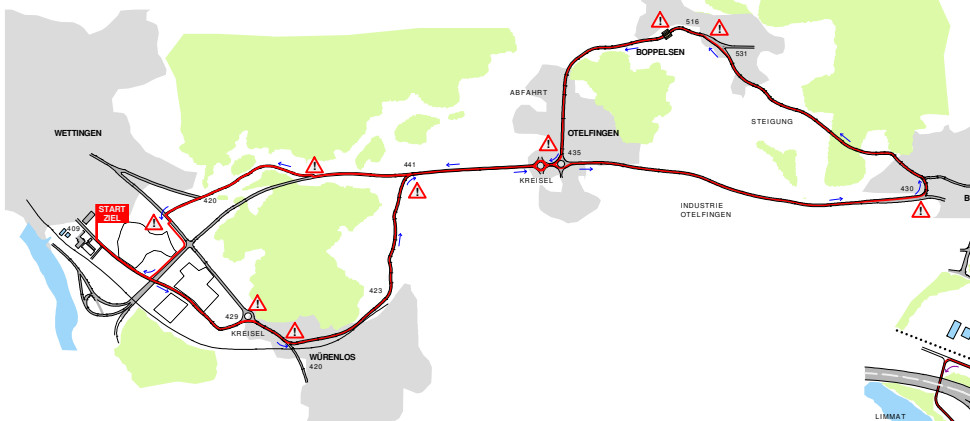 516
BOPPELSEN
531
ABFAHRT
STEIGUNG
WETTINGEN
OTELFINGEN
435
441
KREISEL
430
420
START
ZIEL
INDUSTRIE
OTELFINGEN
B
409
423
429
KREISEL
WÜRENLOS
420
LIMMAT